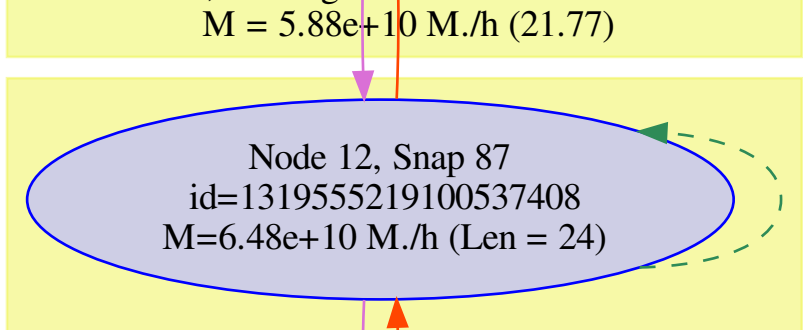 M = 5.88e+10 M./h (21.77)
Node 12, Snap 87
id=1319555219100537408
M=6.48e+10 M./h (Len = 24)